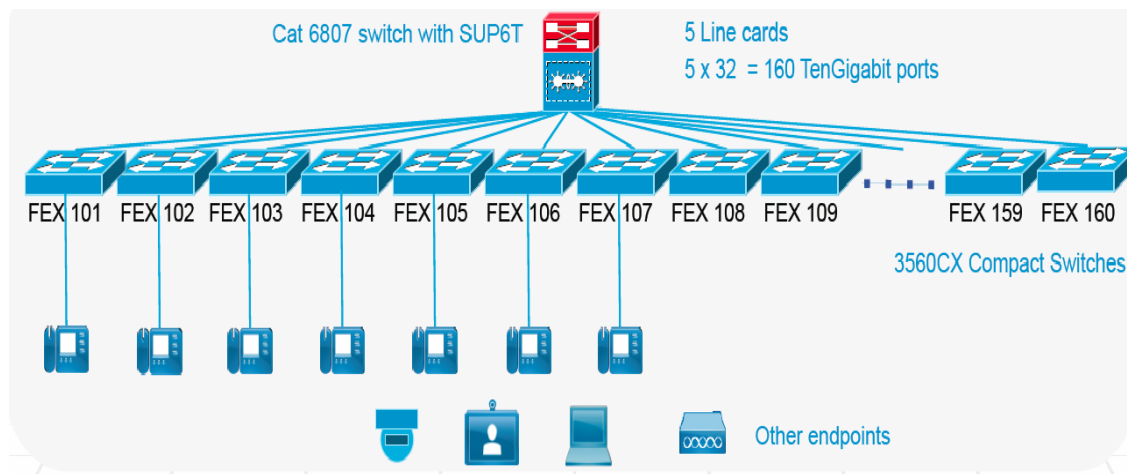 Cat 6807 switch with SUP6T
5 Line cards
5 x 32 = 160 TenGigabit ports
FEX 101 FEX 102 FEX 103 FEX 104 FEX 105 FEX 106 FEX 107 FEX 108 FEX 109 FEX 159 FEX 160
3560CX Compact Switches
Other endpoints